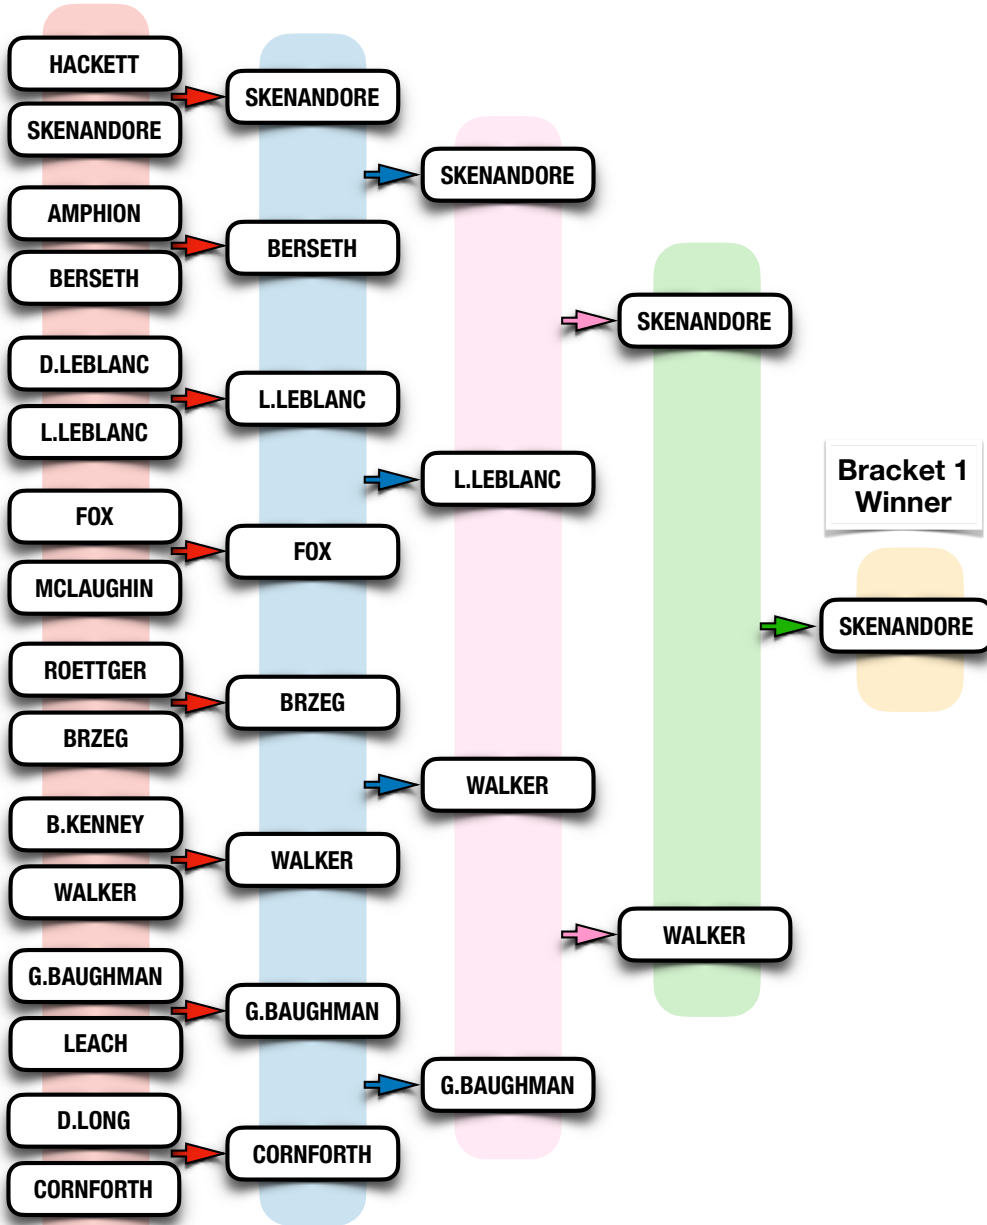 HACKETT
SKENANDORE
AMPHION
BERSETH
D.LEBLANC
L.LEBLANC
FOX
MCLAUGHIN
ROETTGER
BRZEG
B.KENNEY
WALKER
G.BAUGHMAN
LEACH
D.LONG
CORNFORTH
SKENANDORE
BERSETH
L.LEBLANC
FOX
BRZEG
WALKER
G.BAUGHMAN
CORNFORTH
SKENANDORE
L.LEBLANC
WALKER
G.BAUGHMAN
SKENANDORE
WALKER
Bracket 1
Winner
SKENANDORE